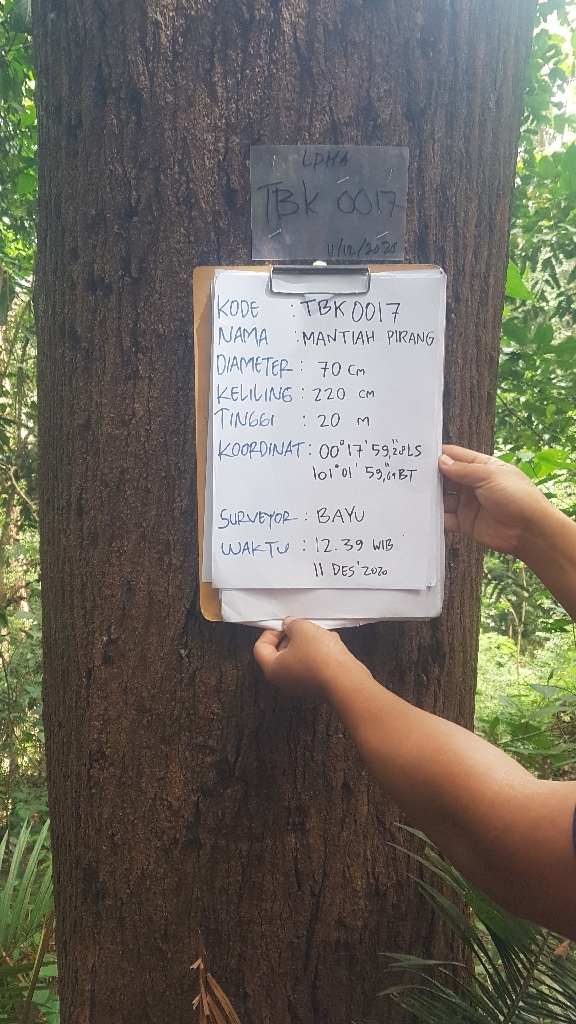 LPHA
TBK 0017
11/12/2020
KODE : TBK 0017
NAMA : MANTIAH PIRANG
DIAMETER : 70 cm
KELILING : 220 cm
TINGGI : 20 M
KOORDINAT : 00°17'59,28"LS
101°01'59,64"BT
SURVEYOR : BAYU
WAKTU : 12.39 WIB
11 DES'2020